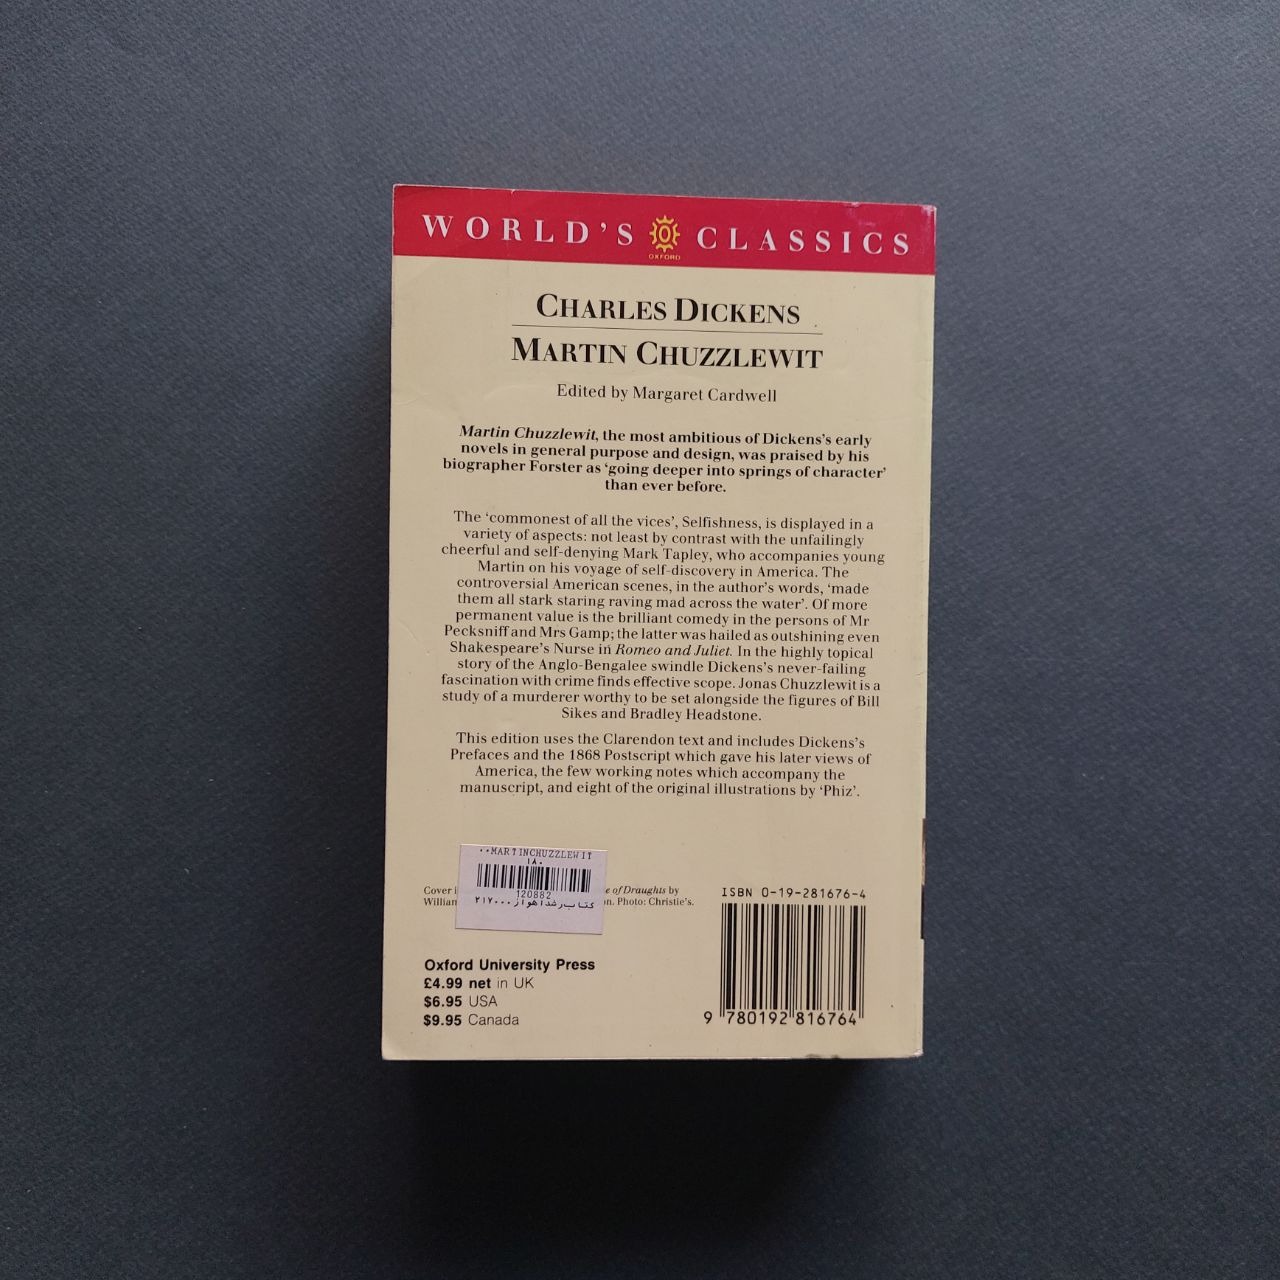 WORLD'S CLASSICS
OXFORD
CHARLES DICKENS
MARTIN CHUZZLEWIT
Edited by Margaret Cardwell
Martin Chuzzlewit, the most ambitious of Dickens's early
novels in general purpose and design, was praised by his
biographer Forster as 'going deeper into springs of character'
than ever before.
The 'commonest of all the vices', Selfishness, is displayed in a
variety of aspects: not least by contrast with the unfailingly
cheerful and self-denying Mark Tapley, who accompanies young
Martin on his voyage of self-discovery in America. The
controversial American scenes, in the author's words, 'made
them all stark staring raving mad across the water'. Of more
permanent value is the brilliant comedy in the persons of Mr
Pecksniff and Mrs Gamp; the latter was hailed as outshining even
Shakespeare's Nurse in Romeo and Juliet. In the highly topical
story of the Anglo-Bengalee swindle Dickens's never-failing
fascination with crime finds effective scope. Jonas Chuzzlewit is a
study of a murderer worthy to be set alongside the figures of Bill
Sikes and Bradley Headstone.
This edition uses the Clarendon text and includes Dickens's
Prefaces and the 1868 Postscript which gave his later views of
America, the few working notes which accompany the
manuscript, and eight of the original illustrations by 'Phiz'.
۰۰MARTINCHUZZLEWIT
۱۸۰
120882
کتاب رشد اهواز ۲۱۷۰۰۰
Cover of Draughts by
William Photo: Christie's.
ISBN 0-19-281676-4
9 780192 816764
Oxford University Press
£4.99 net in UK
$6.95 USA
$9.95 Canada